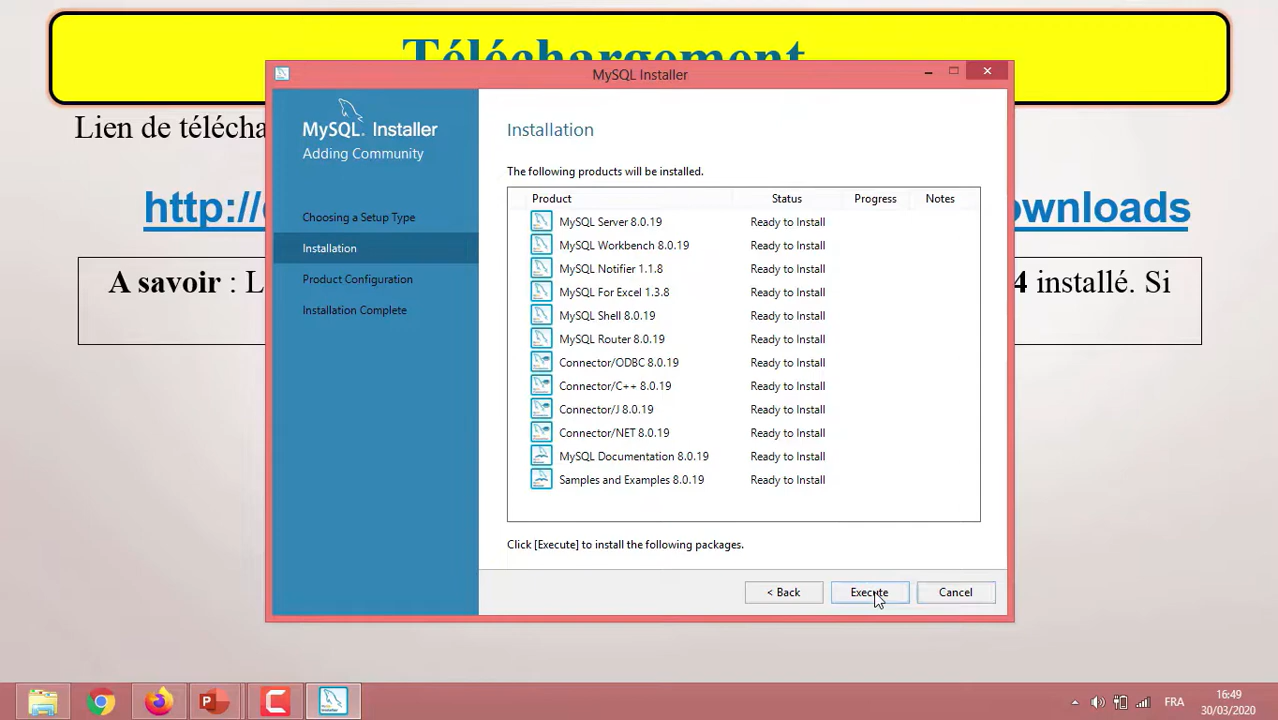 Téléchargement
MySQL Installer
Lien de télécha
MySQL. Installer
Adding Community
Choosing a Setup Type
Installation
Product Configuration
Installation Complete
Installation
The following products will be installed.
Product Status Progress Notes
MySQL Server 8.0.19 Ready to Install
MySQL Workbench 8.0.19 Ready to Install
MySQL Notifier 1.1.8 Ready to Install
MySQL For Excel 1.3.8 Ready to Install
MySQL Shell 8.0.19 Ready to Install
MySQL Router 8.0.19 Ready to Install
Connector/ODBC 8.0.19 Ready to Install
Connector/C++ 8.0.19 Ready to Install
Connector/J 8.0.19 Ready to Install
Connector/NET 8.0.19 Ready to Install
MySQL Documentation 8.0.19 Ready to Install
Samples and Examples 8.0.19 Ready to Install
Click [Execute] to install the following packages.
< Back Execute Cancel
http:// ownloads
A savoir : L 4 installé. Si
FRA
16:49
30/03/2020